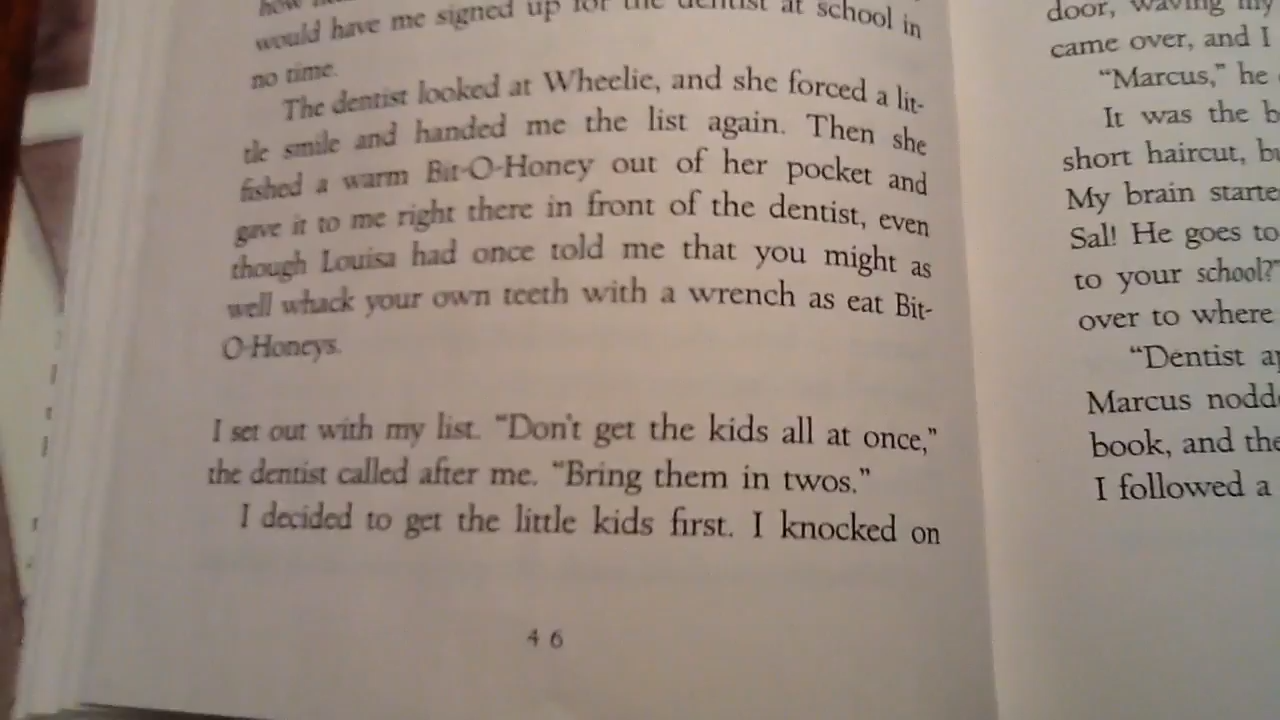 would have me signed up for the dentist at school in
no time.
The dentist looked at Wheelie, and she forced a lit-
tle smile and handed me the list again. Then she
fished a warm Bit-O-Honey out of her pocket and
gave it to me right there in front of the dentist, even
though Louisa had once told me that you might as
well whack your own teeth with a wrench as eat Bit-
O-Honeys.
I set out with my list. “Don't get the kids all at once,”
the dentist called after me. “Bring them in twos.”
I decided to get the little kids first. I knocked on
46
door, waving my
came over, and I
“Marcus,” he
It was the b
short haircut, bu
My brain starte
Sal! He goes to
to your school?”
over to where
“Dentist ap
Marcus nodd
book, and the
I followed a